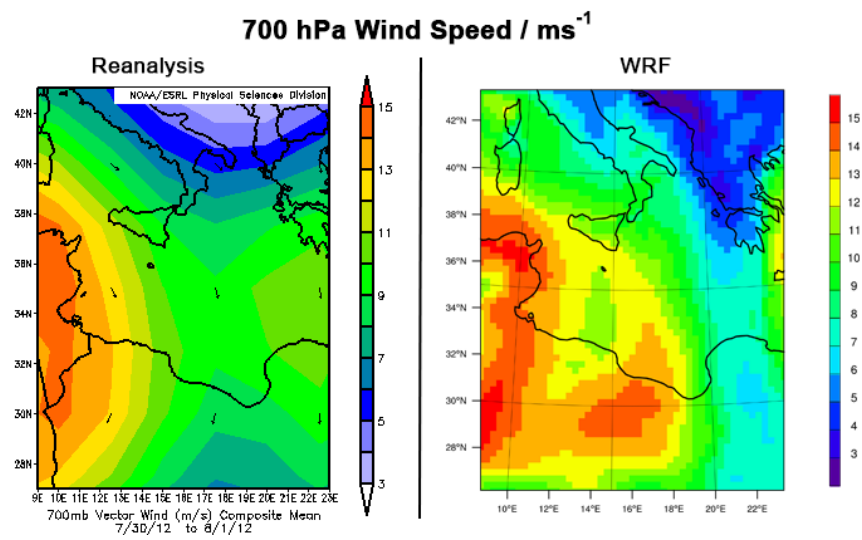 700 hPa Wind Speed / ms⁻¹
Reanalysis
WRF
NOAA/ESRL Physical Sciences Division
42N
40N
38N
36N
34N
32N
30N
28N
9E 10E 11E 12E 13E 14E 15E 16E 17E 18E 19E 20E 21E 22E 23E
700mb Vector Wind (m/s) Composite Mean
7/30/12 to 8/1/12
15
13
11
9
7
5
3
42°N
40°N
38°N
36°N
34°N
32°N
30°N
28°N
10°E 12°E 14°E 16°E 18°E 20°E 22°E
15
14
13
12
11
10
9
8
7
6
5
4
3